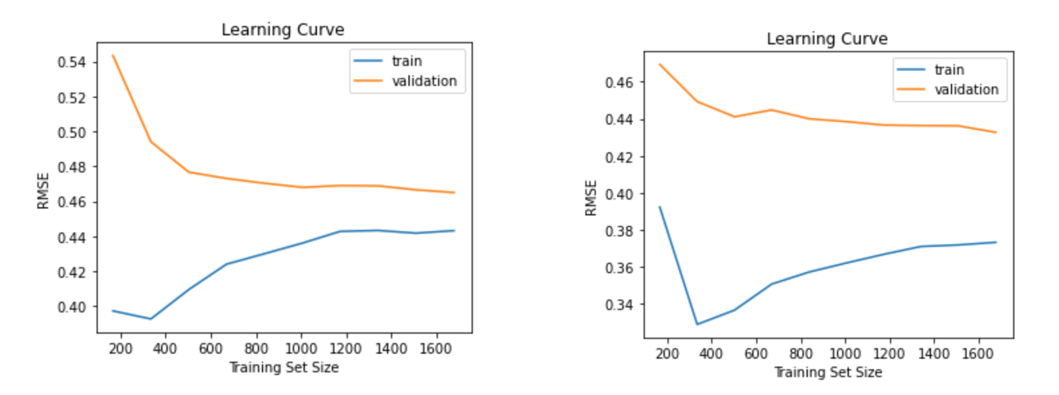 Learning Curve
train
validation
0.54
0.52
0.50
0.48
0.46
0.44
0.42
0.40
RMSE
200 400 600 800 1000 1200 1400 1600
Training Set Size
Learning Curve
train
validation
0.46
0.44
0.42
0.40
0.38
0.36
0.34
RMSE
200 400 600 800 1000 1200 1400 1600
Training Set Size